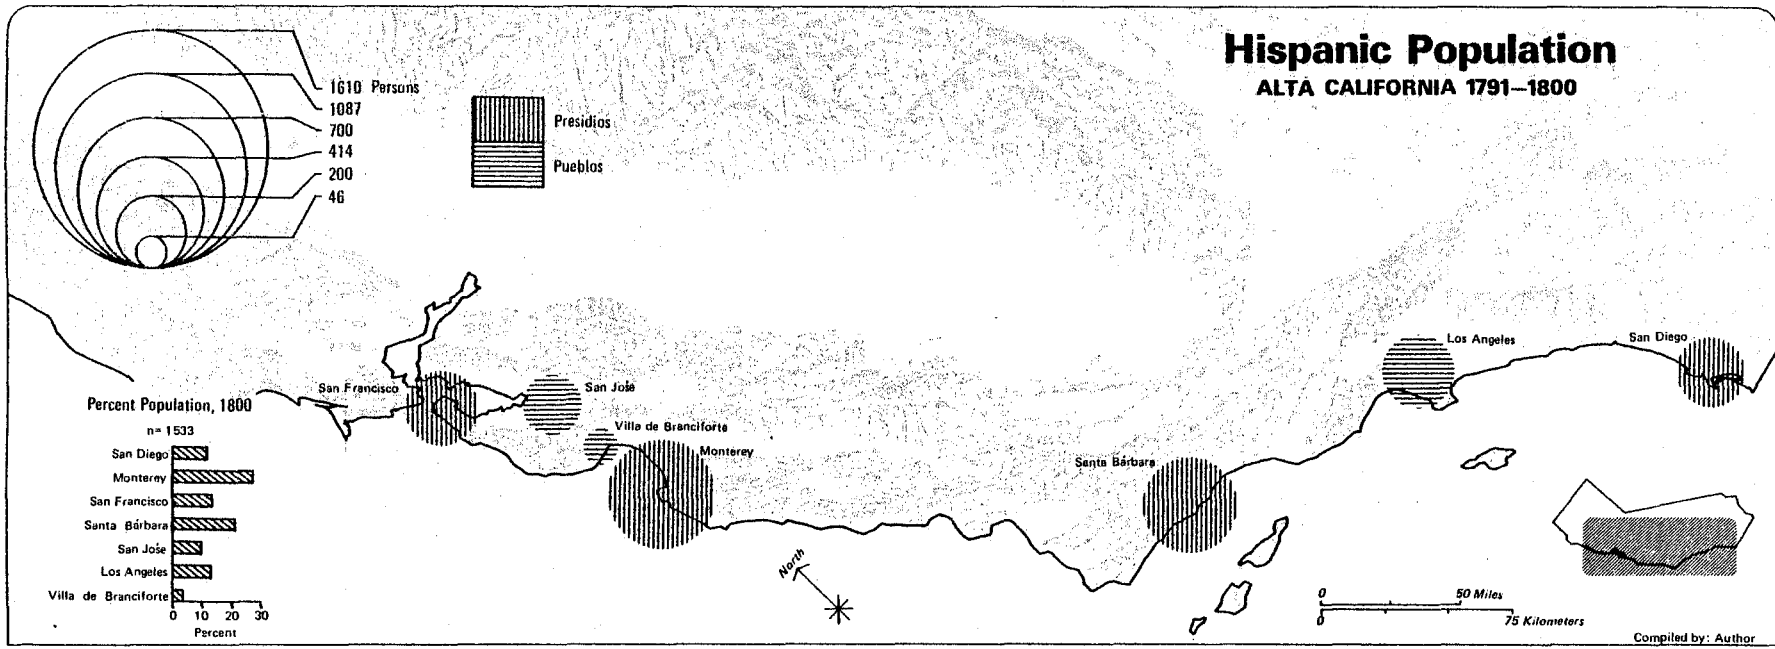 Hispanic Population
ALTA CALIFORNIA 1791–1800
1610 Persons
1087
700
414
200
46
Presidios
Pueblos
San Francisco
San José
Villa de Branciforte
Monterey
Santa Bárbara
Los Angeles
San Diego
Percent Population, 1800
n= 1533
San Diego
Monterey
San Francisco
Santa Bárbara
San José
Los Angeles
Villa de Branciforte
0 10 20 30
Percent
North
0 50 Miles
0 75 Kilometers
Compiled by: Author